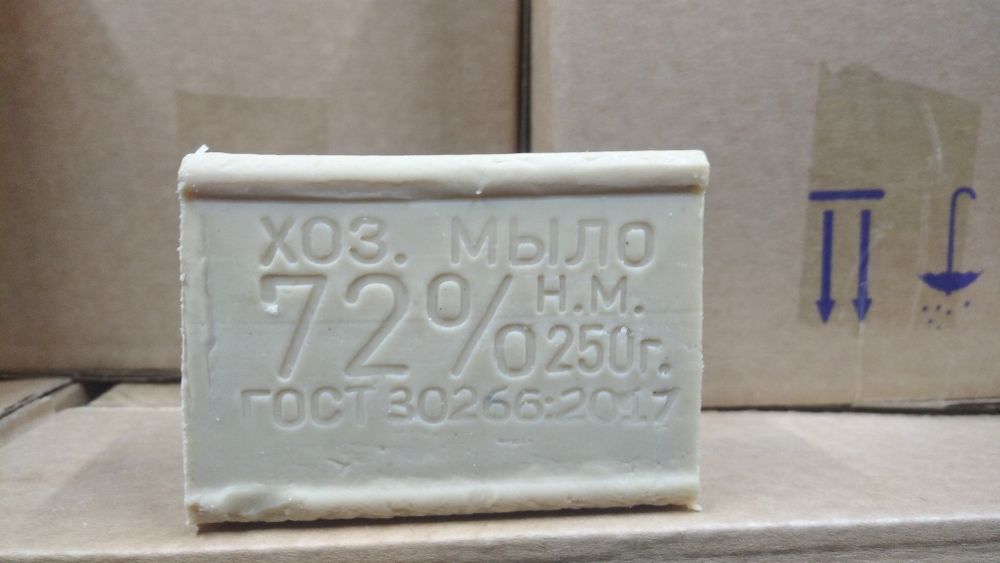 ХОЗ. МЫЛО
72% Н.М. 250г.
ГОСТ 30266:2017